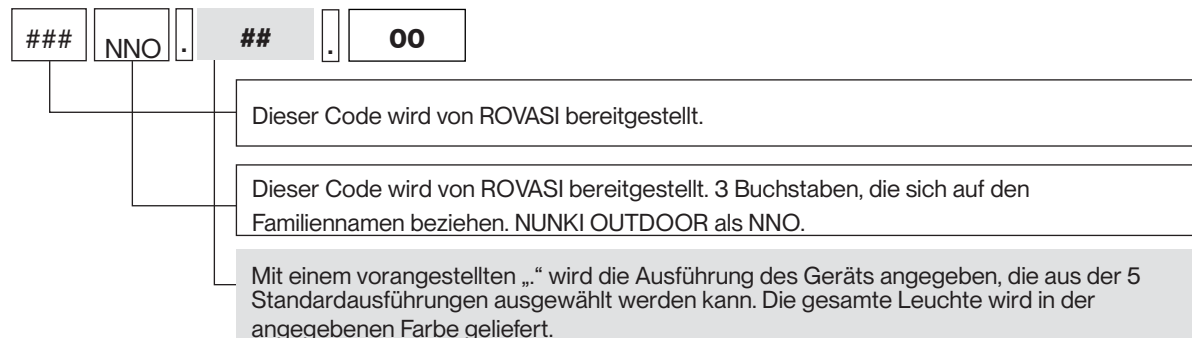 ### NNO . ## . 00
Dieser Code wird von ROVASI bereitgestellt.
Dieser Code wird von ROVASI bereitgestellt. 3 Buchstaben, die sich auf den
Familiennamen beziehen. NUNKI OUTDOOR als NNO.
Mit einem vorangestellten „.“ wird die Ausführung des Geräts angegeben, die aus der 5
Standardausführungen ausgewählt werden kann. Die gesamte Leuchte wird in der
angegebenen Farbe geliefert.